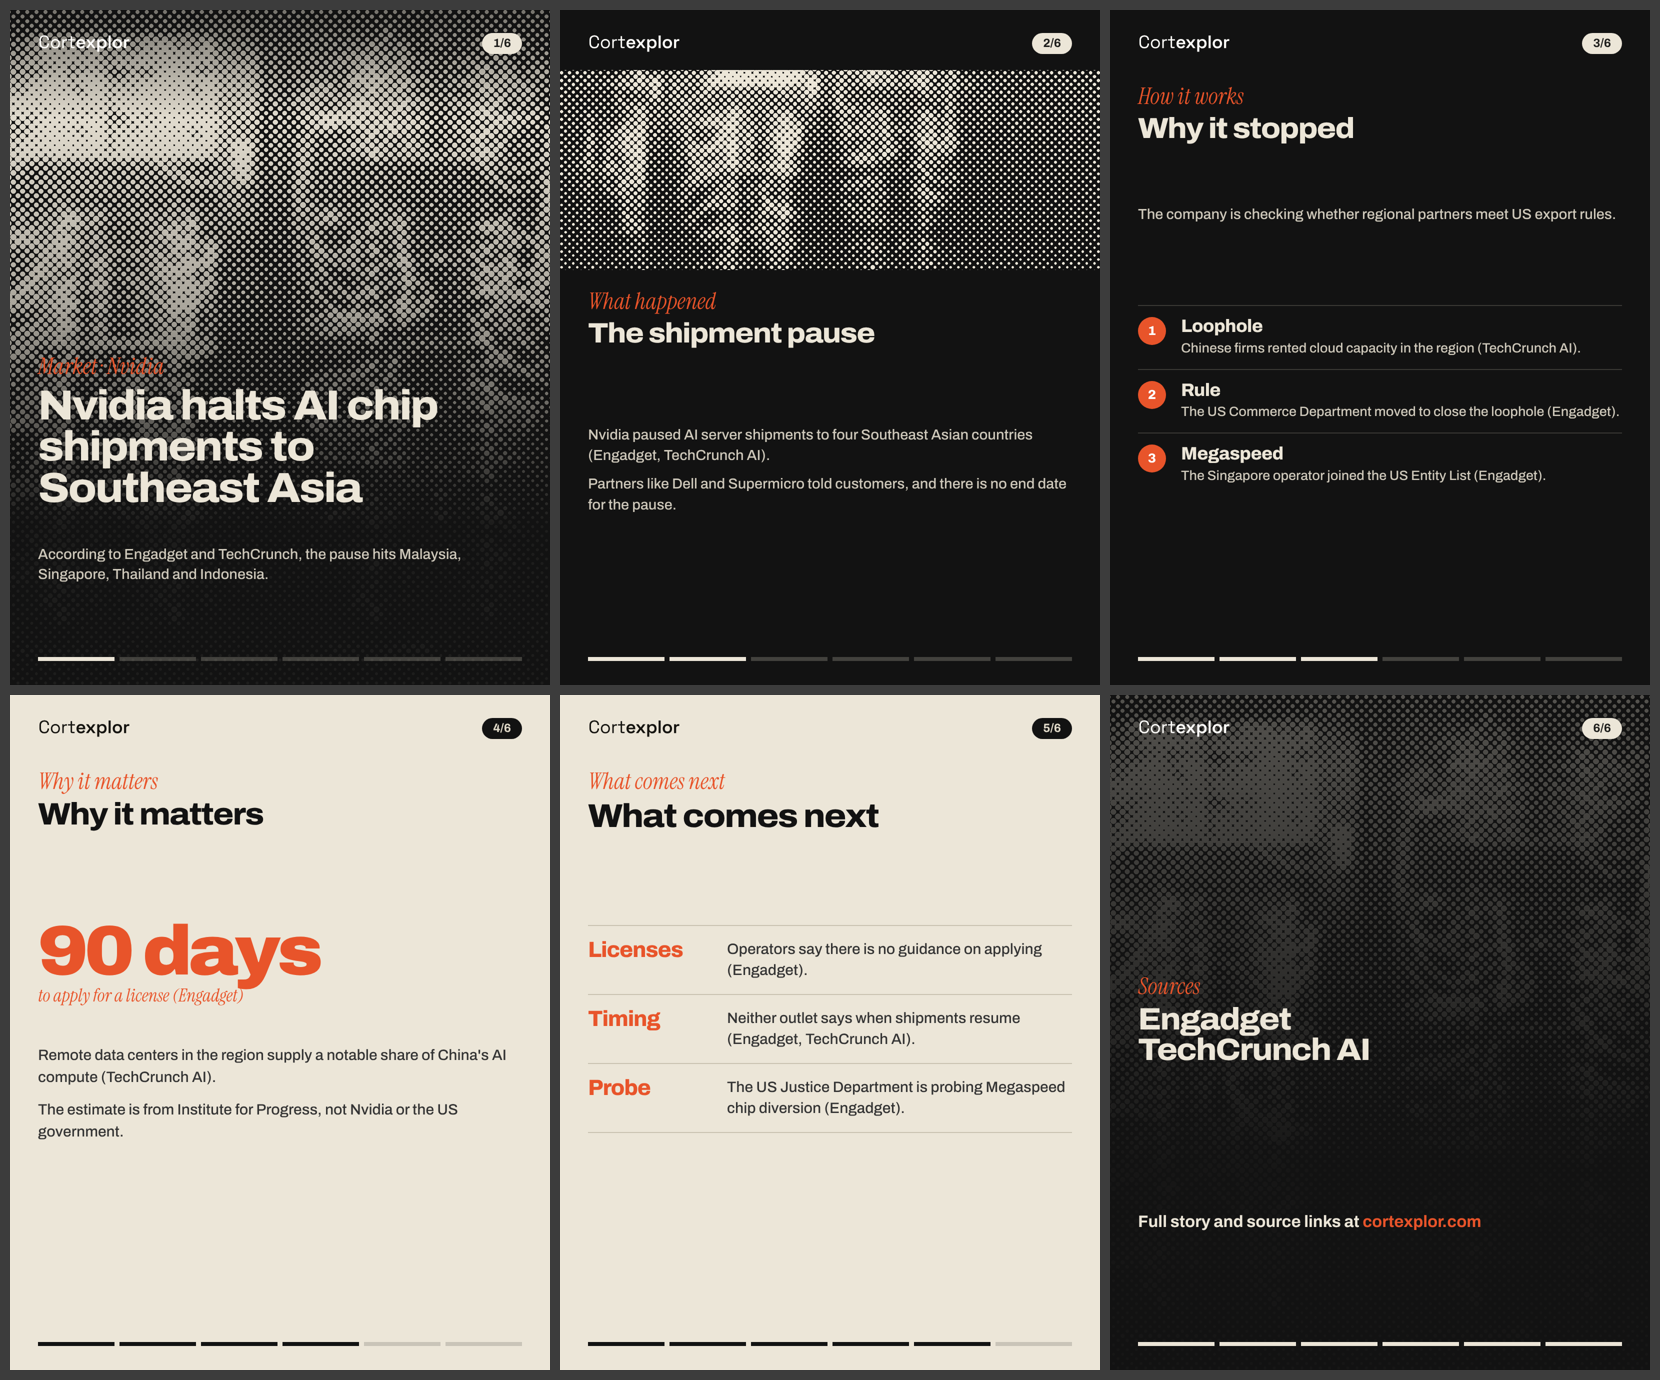 Cortexplor
1/6
Market · Nvidia
Nvidia halts AI chip
shipments to
Southeast Asia
According to Engadget and TechCrunch, the pause hits Malaysia,
Singapore, Thailand and Indonesia.
Cortexplor
2/6
What happened
The shipment pause
Nvidia paused AI server shipments to four Southeast Asian countries
(Engadget, TechCrunch AI).
Partners like Dell and Supermicro told customers, and there is no end date
for the pause.
Cortexplor
3/6
How it works
Why it stopped
The company is checking whether regional partners meet US export rules.
1
Loophole
Chinese firms rented cloud capacity in the region (TechCrunch AI).
2
Rule
The US Commerce Department moved to close the loophole (Engadget).
3
Megaspeed
The Singapore operator joined the US Entity List (Engadget).
Cortexplor
4/6
Why it matters
Why it matters
90 days
to apply for a license (Engadget)
Remote data centers in the region supply a notable share of China's AI
compute (TechCrunch AI).
The estimate is from Institute for Progress, not Nvidia or the US
government.
Cortexplor
5/6
What comes next
What comes next
Licenses
Operators say there is no guidance on applying
(Engadget).
Timing
Neither outlet says when shipments resume
(Engadget, TechCrunch AI).
Probe
The US Justice Department is probing Megaspeed
chip diversion (Engadget).
Cortexplor
6/6
Sources
Engadget
TechCrunch AI
Full story and source links at cortexplor.com